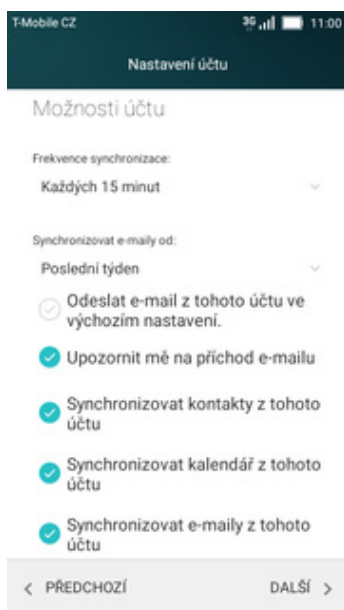 T-Mobile CZ 3G 11:00
Nastavení účtu
Možnosti účtu
Frekvence synchronizace:
Každých 15 minut
Synchronizovat e-maily od:
Poslední týden
Odeslat e-mail z tohoto účtu ve
výchozím nastavení.
Upozornit mě na příchod e-mailu
Synchronizovat kontakty z tohoto
účtu
Synchronizovat kalendář z tohoto
účtu
Synchronizovat e-maily z tohoto
účtu
PŘEDCHOZÍ DALŠÍ